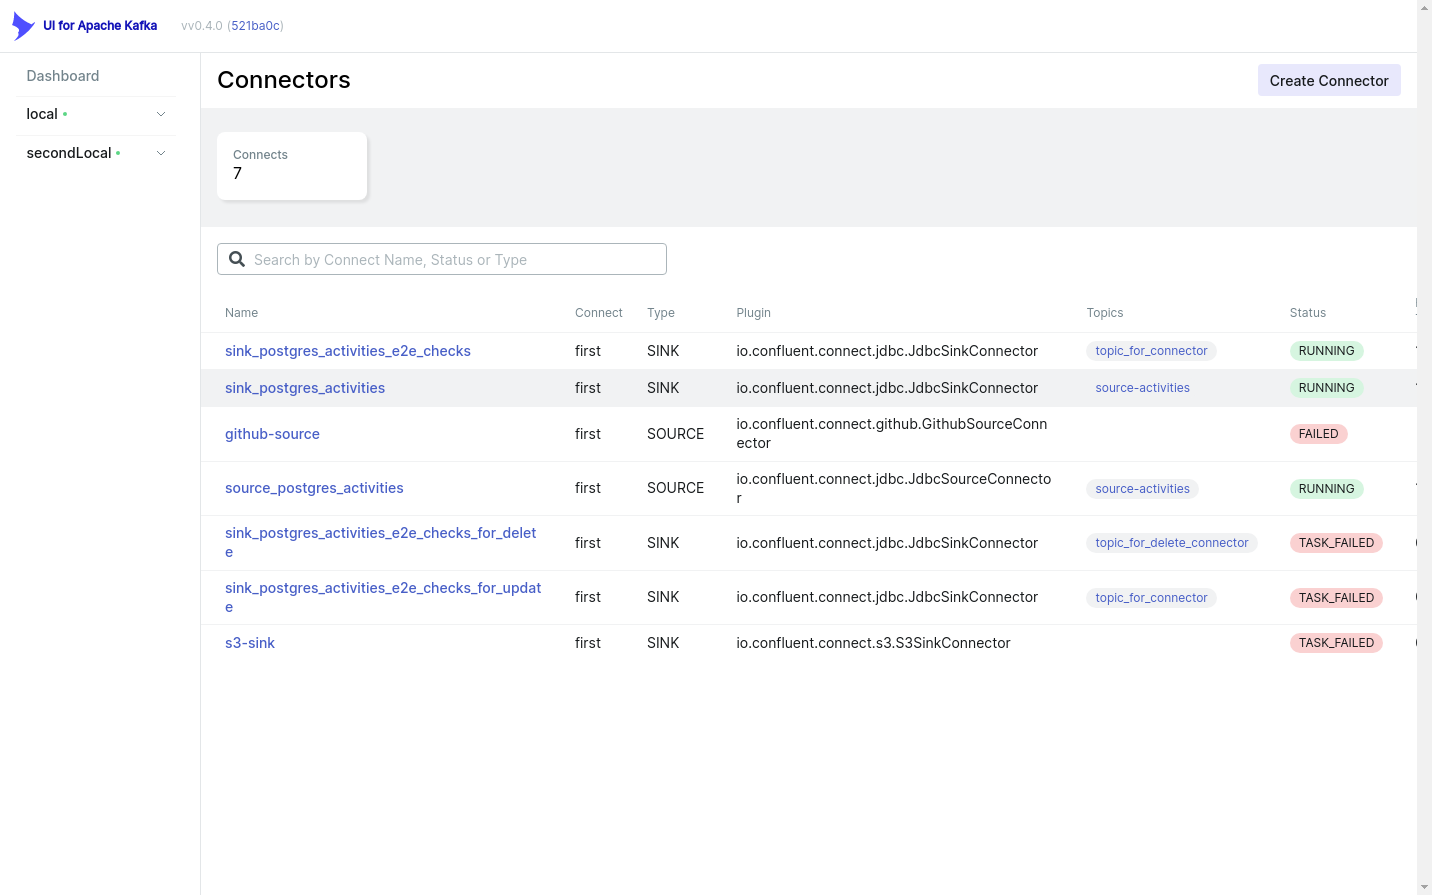 UI for Apache Kafka vv0.4.0 (521ba0c)
Dashboard
local
secondLocal
Connectors
Create Connector
Connects
7
Search by Connect Name, Status or Type
Name Connect Type Plugin Topics Status
sink_postgres_activities_e2e_checks first SINK io.confluent.connect.jdbc.JdbcSinkConnector topic_for_connector RUNNING
sink_postgres_activities first SINK io.confluent.connect.jdbc.JdbcSinkConnector source-activities RUNNING
github-source first SOURCE io.confluent.connect.github.GithubSourceConn
ector FAILED
source_postgres_activities first SOURCE io.confluent.connect.jdbc.JdbcSourceConnecto
r source-activities RUNNING
sink_postgres_activities_e2e_checks_for_delet
e first SINK io.confluent.connect.jdbc.JdbcSinkConnector topic_for_delete_connector TASK_FAILED
sink_postgres_activities_e2e_checks_for_updat
e first SINK io.confluent.connect.jdbc.JdbcSinkConnector topic_for_connector TASK_FAILED
s3-sink first SINK io.confluent.connect.s3.S3SinkConnector TASK_FAILED